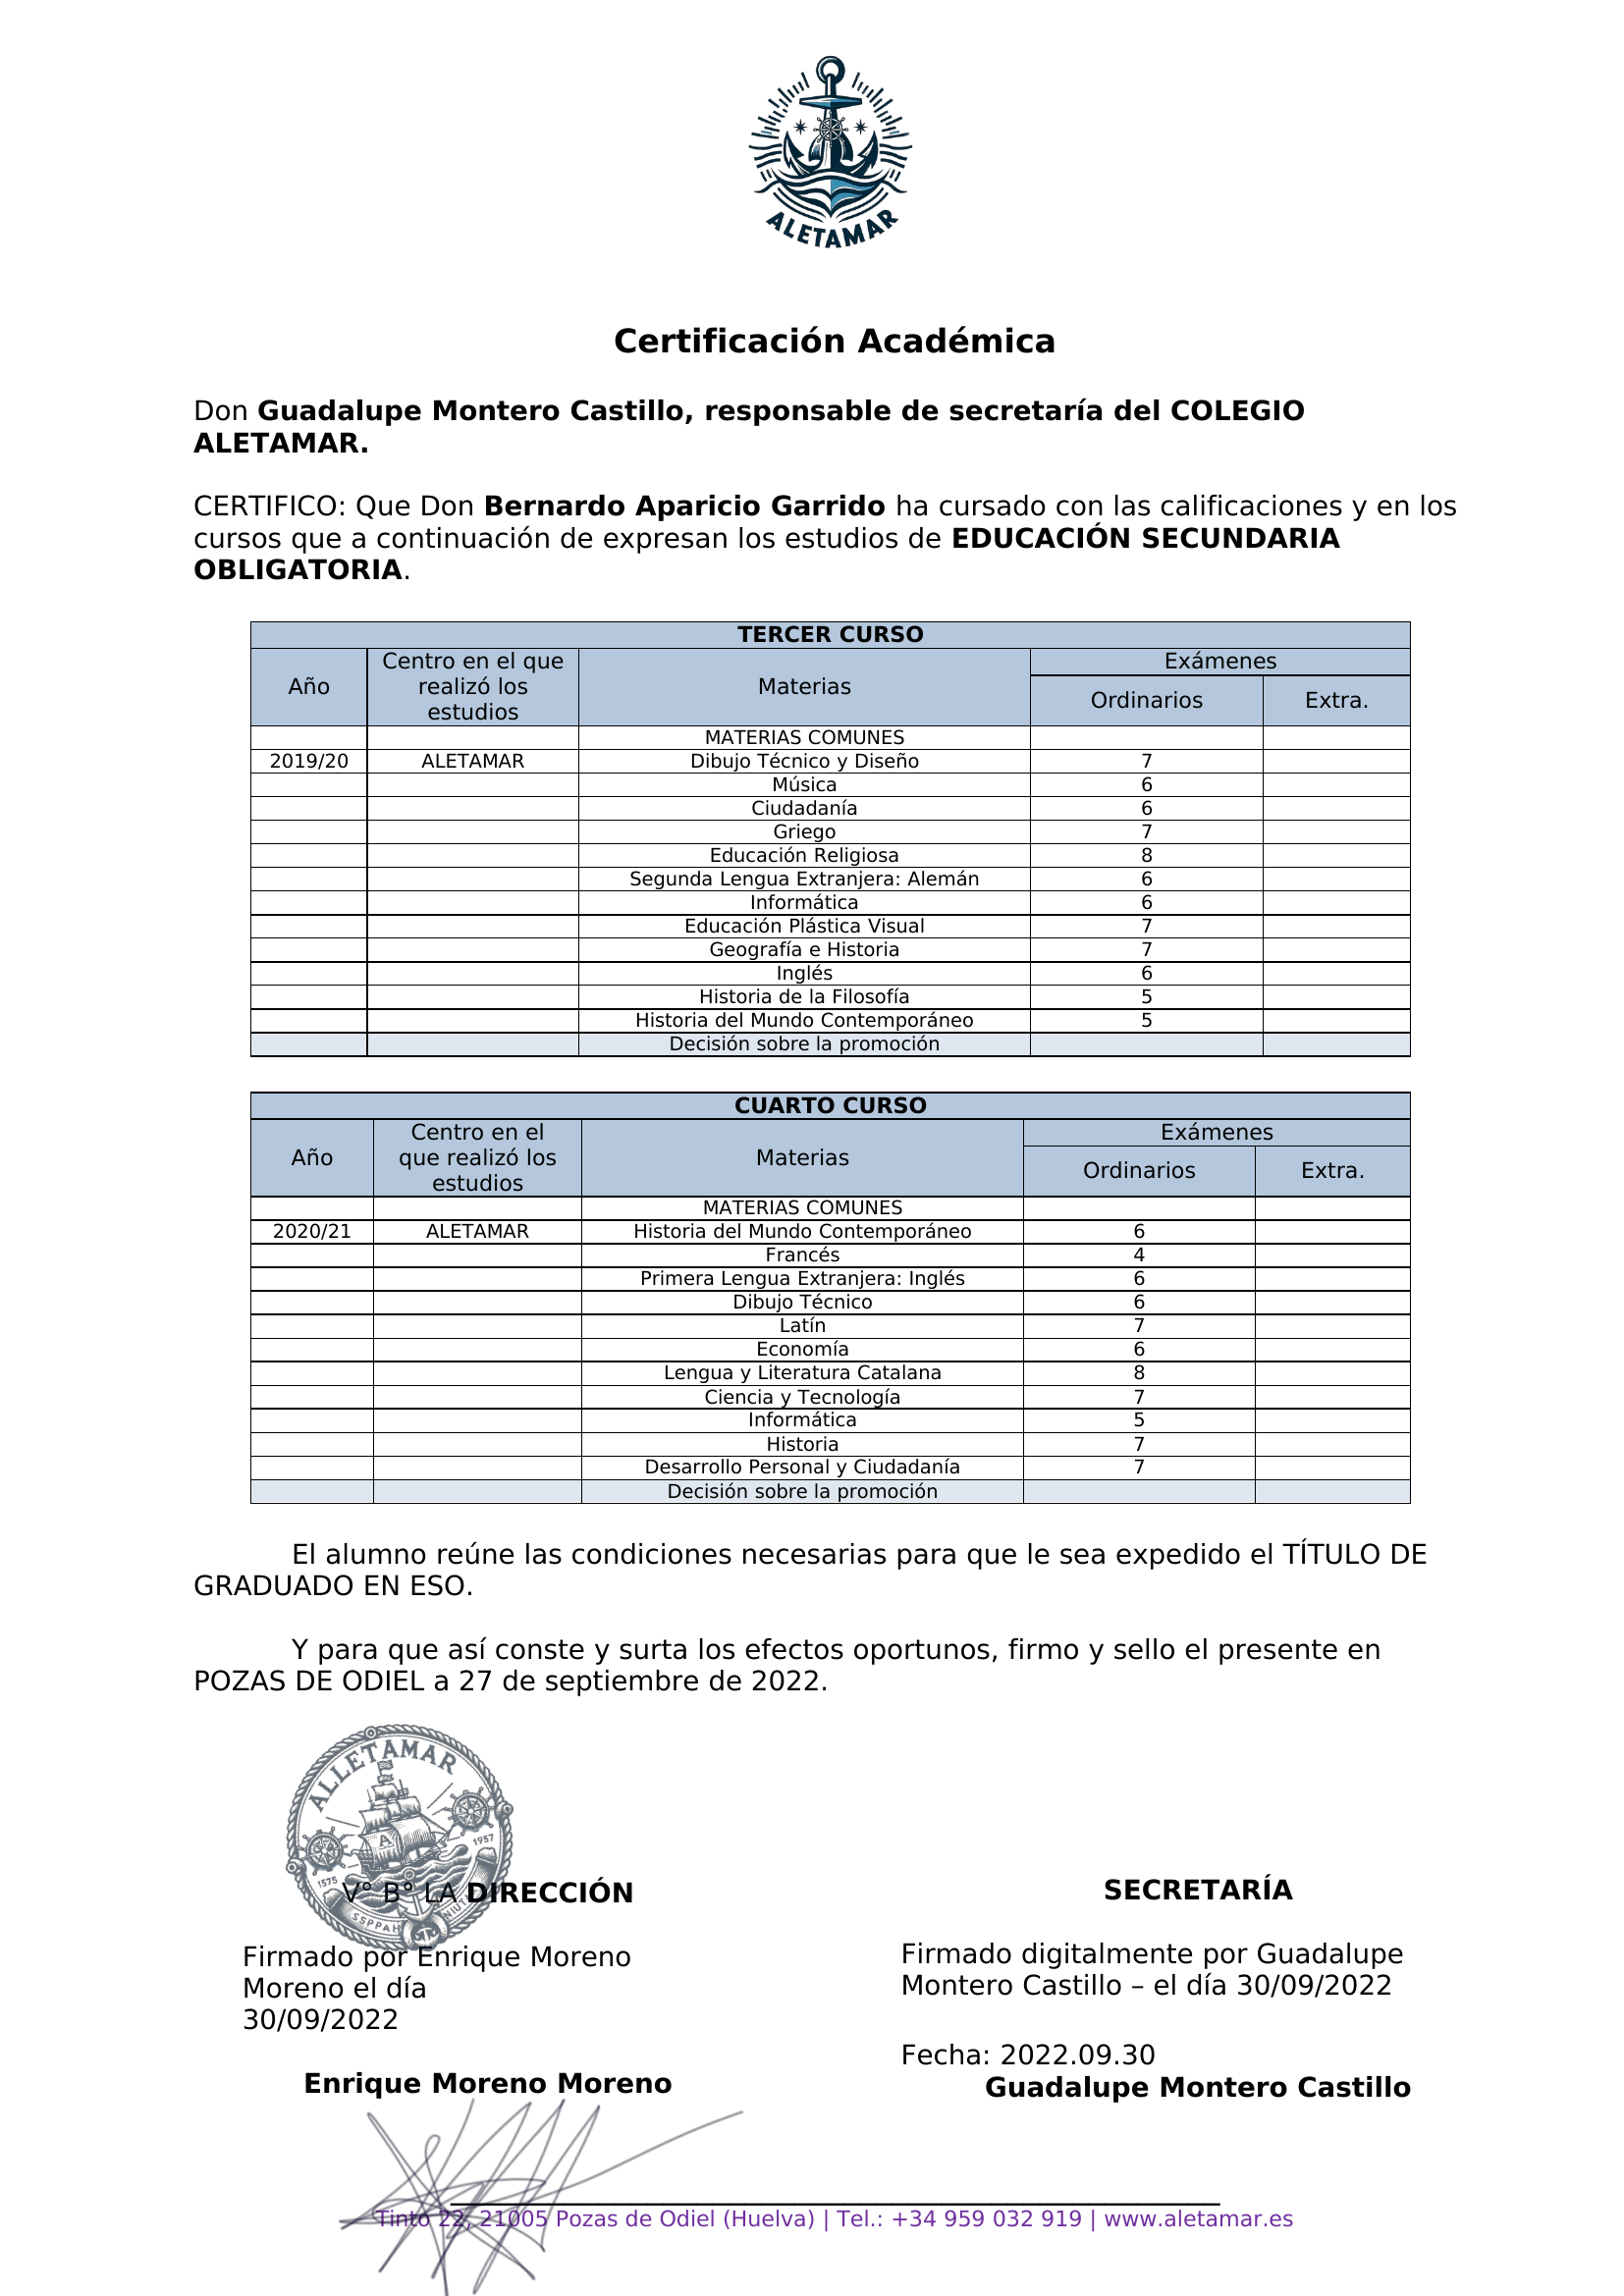 ALETAMAR
Certificación Académica
Don Guadalupe Montero Castillo, responsable de secretaría del COLEGIO
ALETAMAR.
CERTIFICO: Que Don Bernardo Aparicio Garrido ha cursado con las calificaciones y en los
cursos que a continuación de expresan los estudios de EDUCACIÓN SECUNDARIA
OBLIGATORIA.
TERCER CURSO
Año Centro en el que realizó los estudios Materias Exámenes
Ordinarios Extra.
MATERIAS COMUNES
2019/20 ALETAMAR Dibujo Técnico y Diseño 7
Música 6
Ciudadanía 6
Griego 7
Educación Religiosa 8
Segunda Lengua Extranjera: Alemán 6
Informática 6
Educación Plástica Visual 7
Geografía e Historia 7
Inglés 6
Historia de la Filosofía 5
Historia del Mundo Contemporáneo 5
Decisión sobre la promoción
CUARTO CURSO
Año Centro en el que realizó los estudios Materias Exámenes
Ordinarios Extra.
MATERIAS COMUNES
2020/21 ALETAMAR Historia del Mundo Contemporáneo 6
Francés 4
Primera Lengua Extranjera: Inglés 6
Dibujo Técnico 6
Latín 7
Economía 6
Lengua y Literatura Catalana 8
Ciencia y Tecnología 7
Informática 5
Historia 7
Desarrollo Personal y Ciudadanía 7
Decisión sobre la promoción
El alumno reúne las condiciones necesarias para que le sea expedido el TÍTULO DE
GRADUADO EN ESO.
Y para que así conste y surta los efectos oportunos, firmo y sello el presente en
POZAS DE ODIEL a 27 de septiembre de 2022.
ALLETAMAR
A
1575
1957
SSPPAH
V° B° LA DIRECCIÓN
Firmado por Enrique Moreno
Moreno el día
30/09/2022
Enrique Moreno Moreno
SECRETARÍA
Firmado digitalmente por Guadalupe
Montero Castillo – el día 30/09/2022
Fecha: 2022.09.30
Guadalupe Montero Castillo
Tinto 22, 21005 Pozas de Odiel (Huelva) | Tel.: +34 959 032 919 | www.aletamar.es